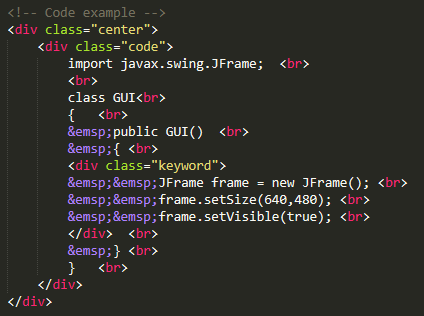 <!-- Code example -->
<div class="center">
    <div class="code">
        import javax.swing.JFrame;  <br>
        <br>
        class GUI<br>
        {   <br>
        &emsp;public GUI()  <br>
        &emsp;{ <br>
        <div class="keyword">
        &emsp;&emsp;JFrame frame = new JFrame(); <br>
        &emsp;&emsp;frame.setSize(640,480); <br>
        &emsp;&emsp;frame.setVisible(true); <br>
        </div>  <br>
        &emsp;} <br>
        }   <br>
    </div>
</div>